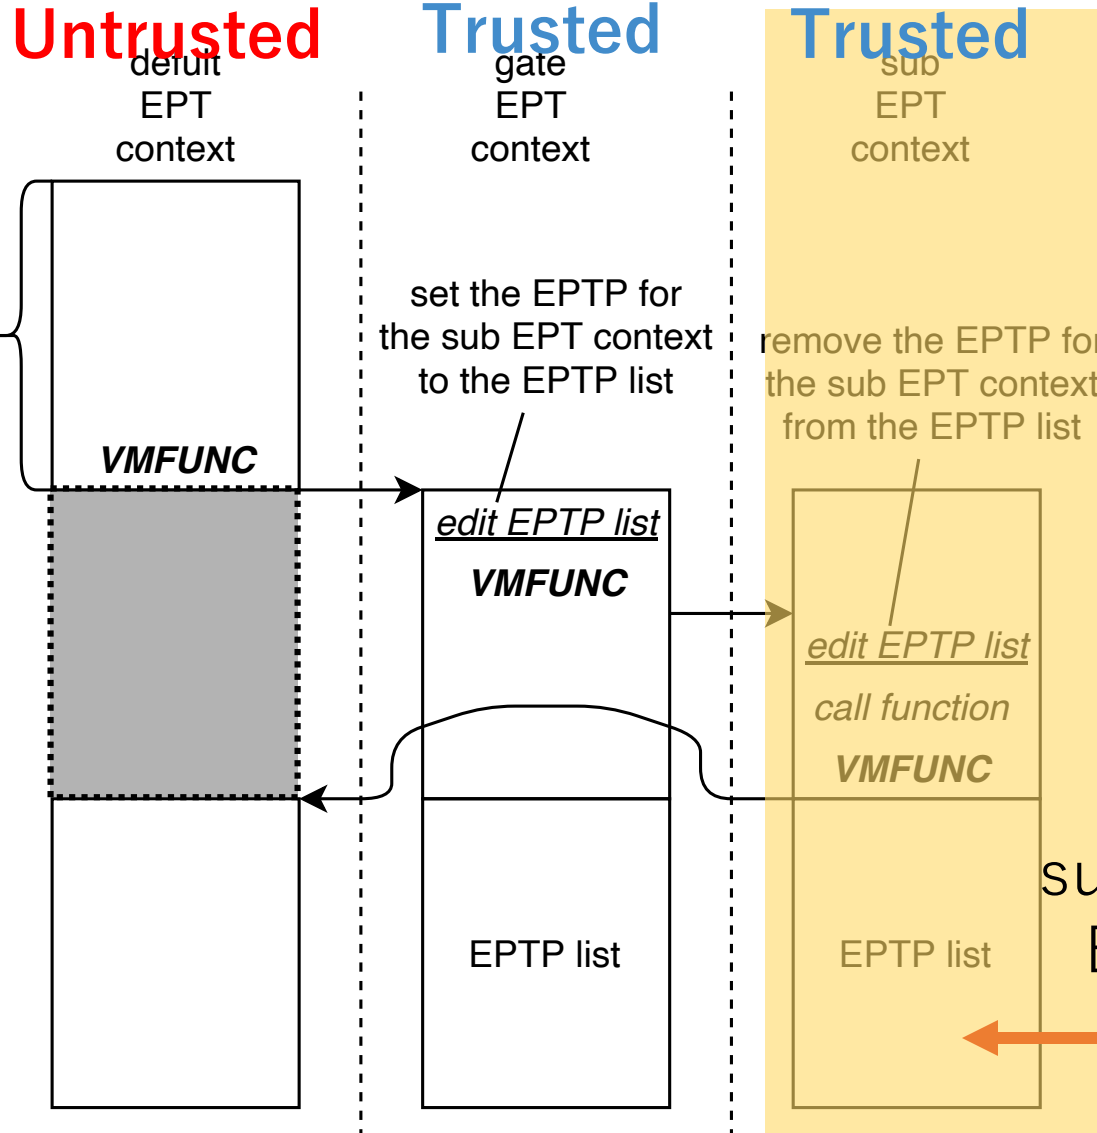 Untrusted
defult
EPT
context
VMFUNC
Trusted
gate
EPT
context
set the EPTP for
the sub EPT context
to the EPTP list
edit EPTP list
VMFUNC
EPTP list
Trusted
sub
EPT
context
remove the EPTP for
the sub EPT context
from the EPTP list
edit EPTP list
call function
VMFUNC
EPTP list